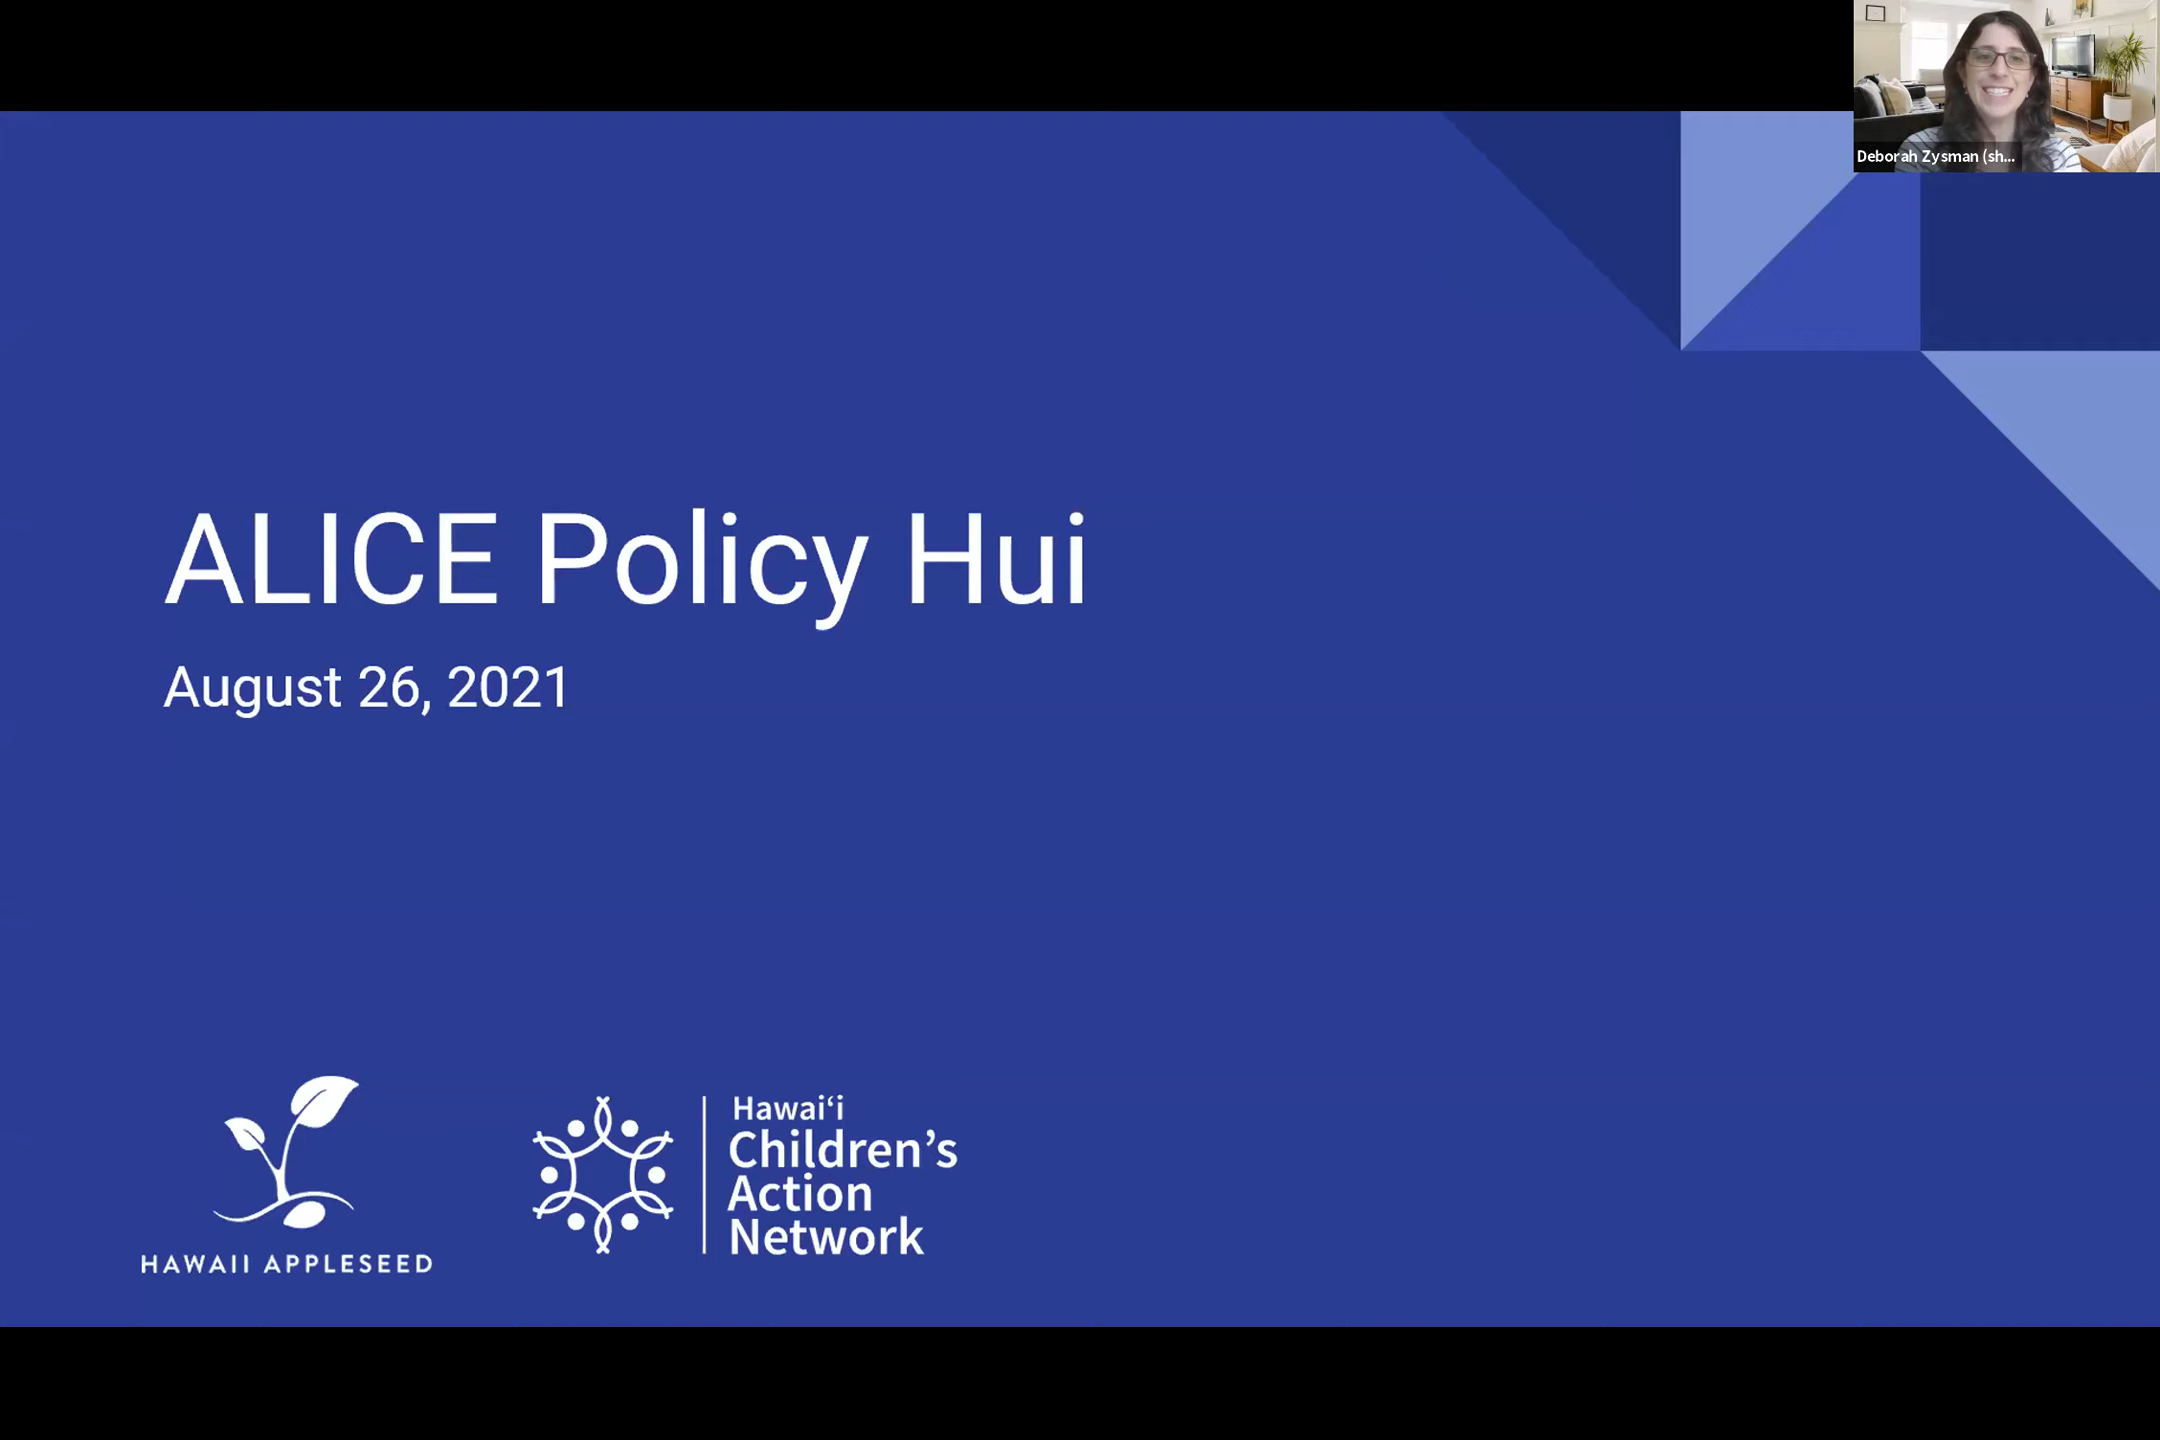 Deborah Zysman (sh...
ALICE Policy Hui
August 26, 2021
HAWAII APPLESEED
Hawaiʻi
Children’s
Action
Network